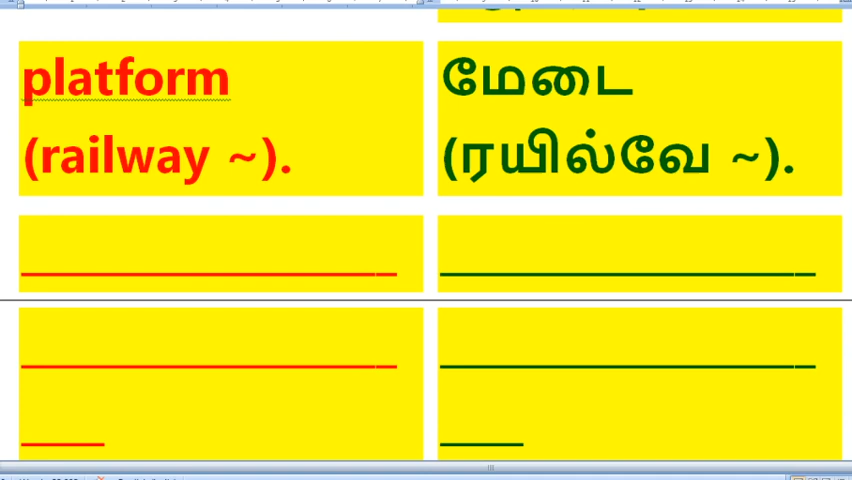 platform
(railway ~).
மேடை
(ரயில்வே ~).